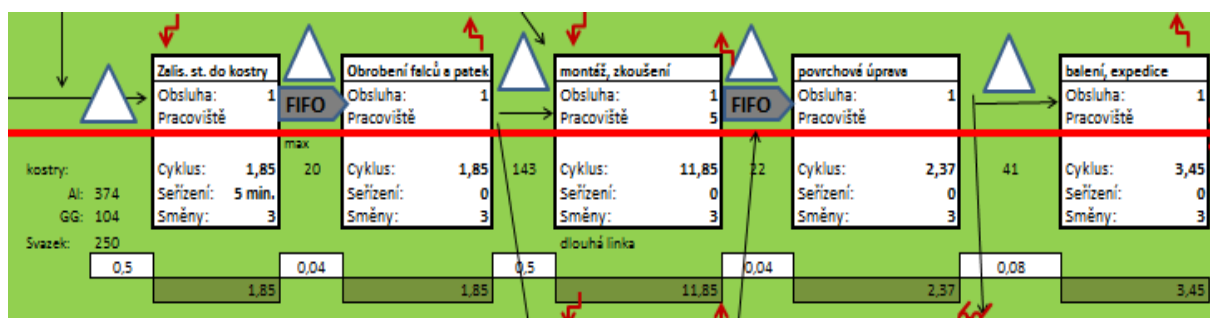 Zalis. st. do kostry
Obsluha: 1
Pracoviště
Cyklus: 1,85
Seřízení: 5 min.
Směny: 3
FIFO
max
20
Obrobení falců a patek
Obsluha: 1
Pracoviště
Cyklus: 1,85
Seřízení: 0
Směny: 3
143
montáž, zkoušení
Obsluha: 1
Pracoviště 5
Cyklus: 11,85
Seřízení: 0
Směny: 3
dlouhá linka
FIFO
22
povrchová úprava
Obsluha: 1
Pracoviště
Cyklus: 2,37
Seřízení: 0
Směny: 3
41
balení, expedice
Obsluha: 1
Pracoviště
Cyklus: 3,45
Seřízení: 0
Směny: 3
kostry:
Al: 374
GG: 104
Svazek: 250
0,5 0,04 0,5 0,04 0,08
1,85 1,85 11,85 2,37 3,45